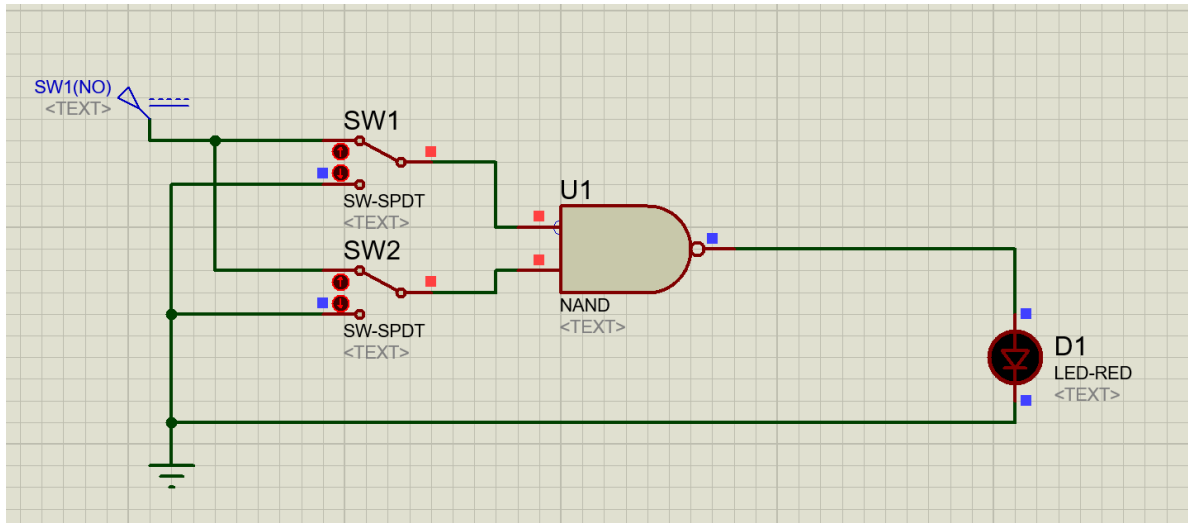 SW1(NO)
<TEXT>
SW1
SW-SPDT
<TEXT>
SW2
SW-SPDT
<TEXT>
U1
NAND
<TEXT>
D1
LED-RED
<TEXT>